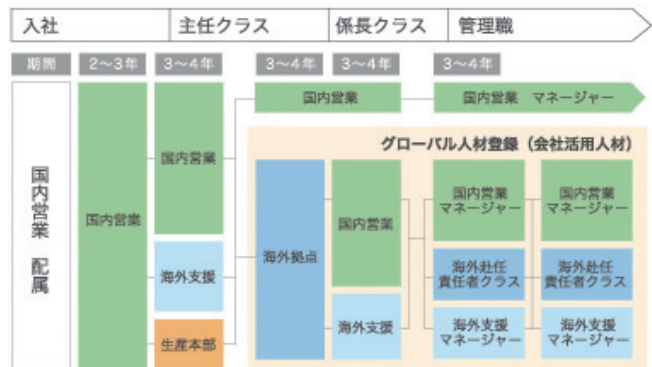 入社
主任クラス
係長クラス
管理職
期間
2〜3年
3〜4年
3〜4年
3〜4年
3〜4年
国内営業 配属
国内営業
国内営業
海外支援
生産本部
国内営業
国内営業 マネージャー
グローバル人材登録（会社活用人材）
海外拠点
国内営業
海外支援
国内営業
マネージャー
国内営業
マネージャー
海外赴任
責任者クラス
海外赴任
責任者クラス
海外支援
マネージャー
海外支援
マネージャー